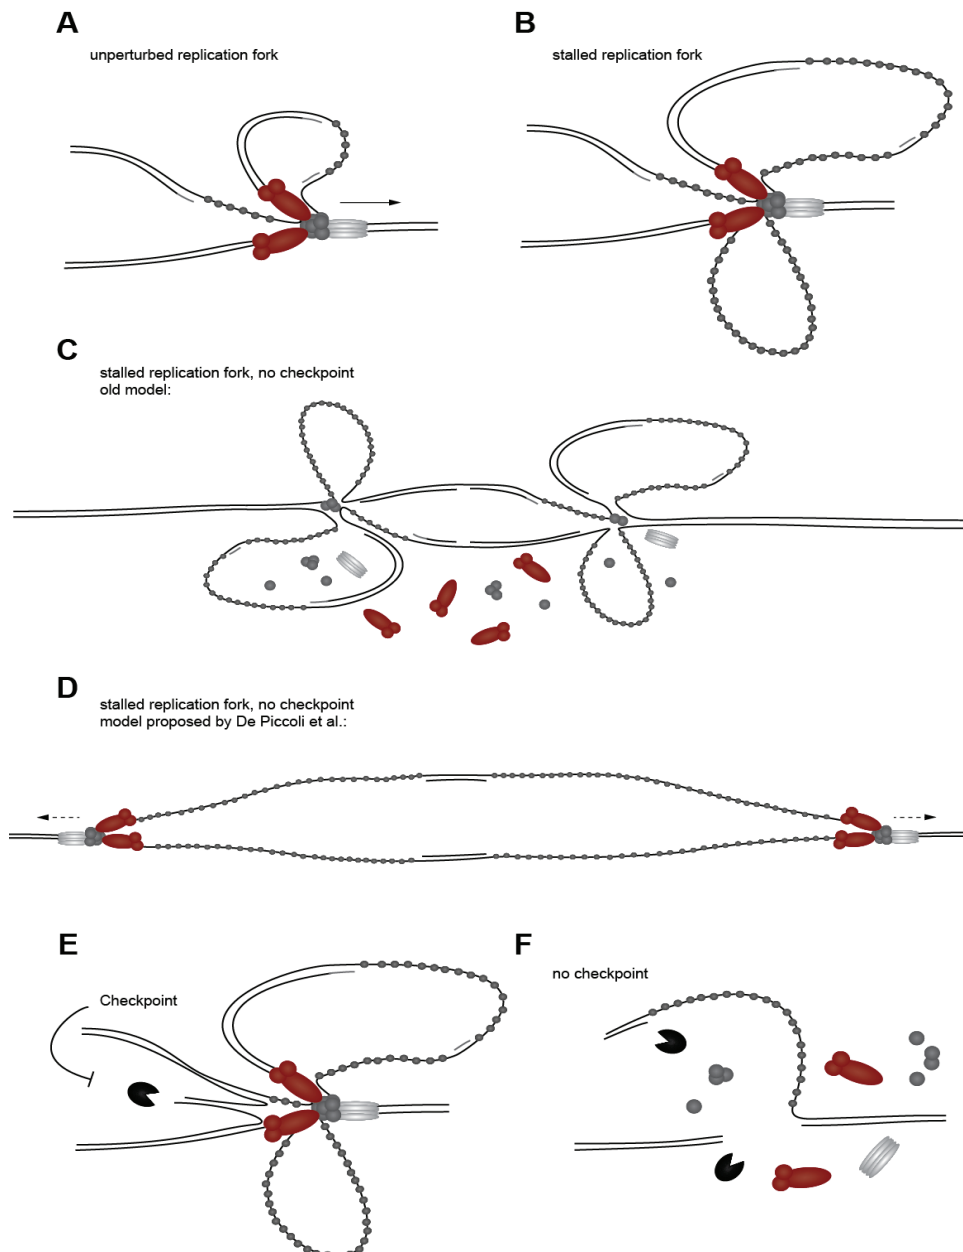 A
unperturbed replication fork
B
stalled replication fork
C
stalled replication fork, no checkpoint
old model:
D
stalled replication fork, no checkpoint
model proposed by De Piccoli et al.:
E
Checkpoint
F
no checkpoint